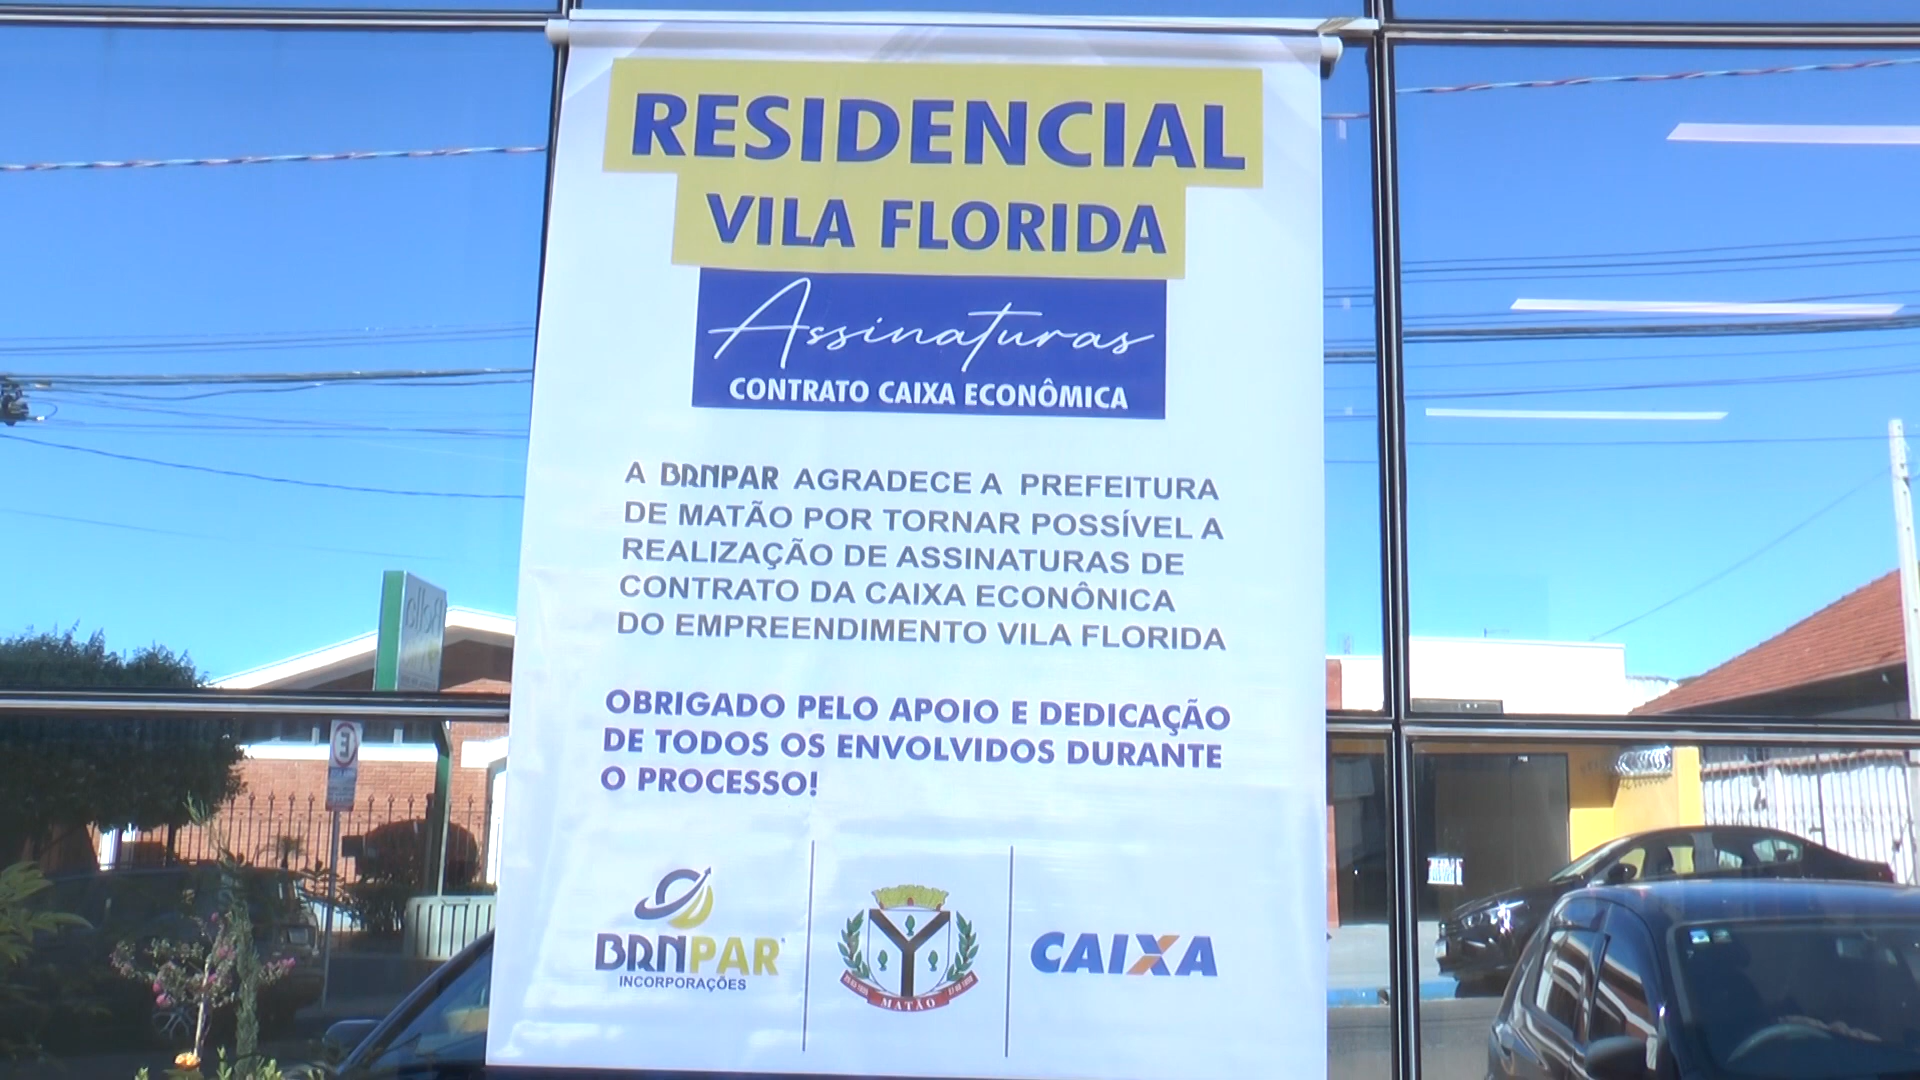 RESIDENCIAL
VILA FLORIDA
Assinaturas
CONTRATO CAIXA ECONÔMICA
A BRNPAR AGRADECE A PREFEITURA
DE MATÃO POR TORNAR POSSÍVEL A
REALIZAÇÃO DE ASSINATURAS DE
CONTRATO DA CAIXA ECONÔNICA
DO EMPREENDIMENTO VILA FLORIDA
OBRIGADO PELO APOIO E DEDICAÇÃO
DE TODOS OS ENVOLVIDOS DURANTE
O PROCESSO!
BRNPAR
INCORPORAÇÕES
MATÃO
CAIXA
E